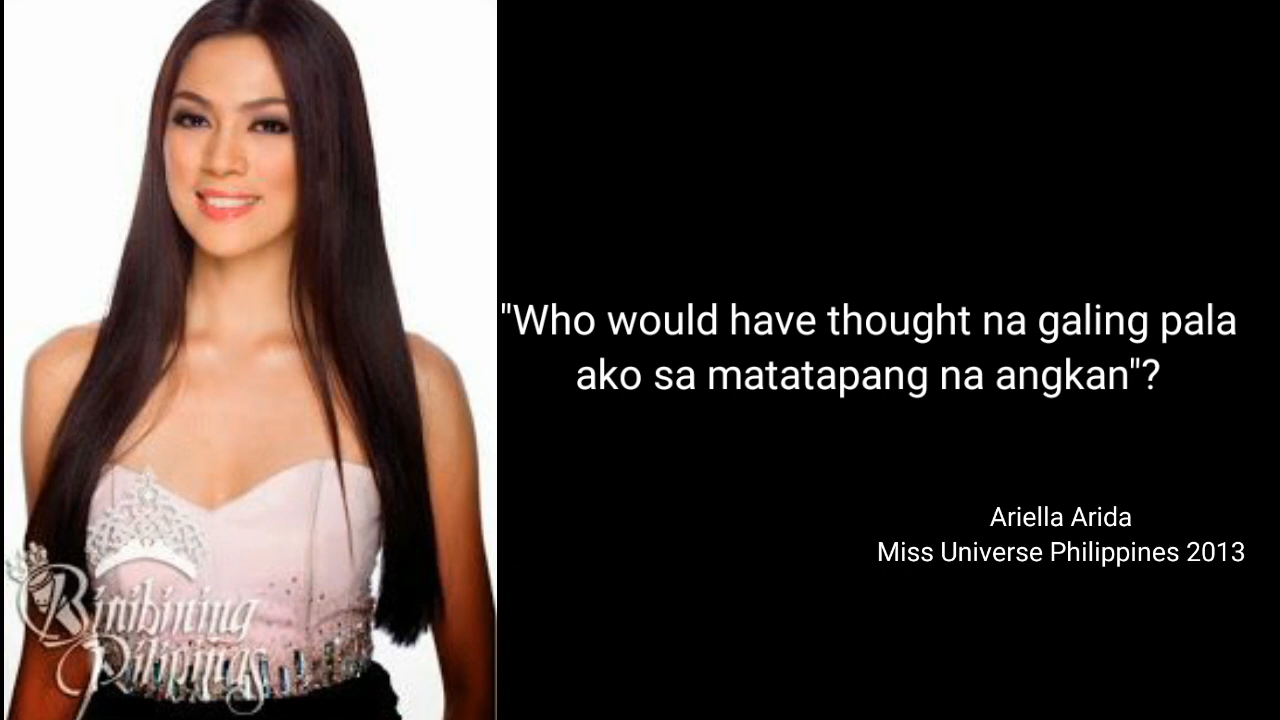 "Who would have thought na galing pala
ako sa matatapang na angkan"?
Ariella Arida
Miss Universe Philippines 2013
Binibining
Pilipinas